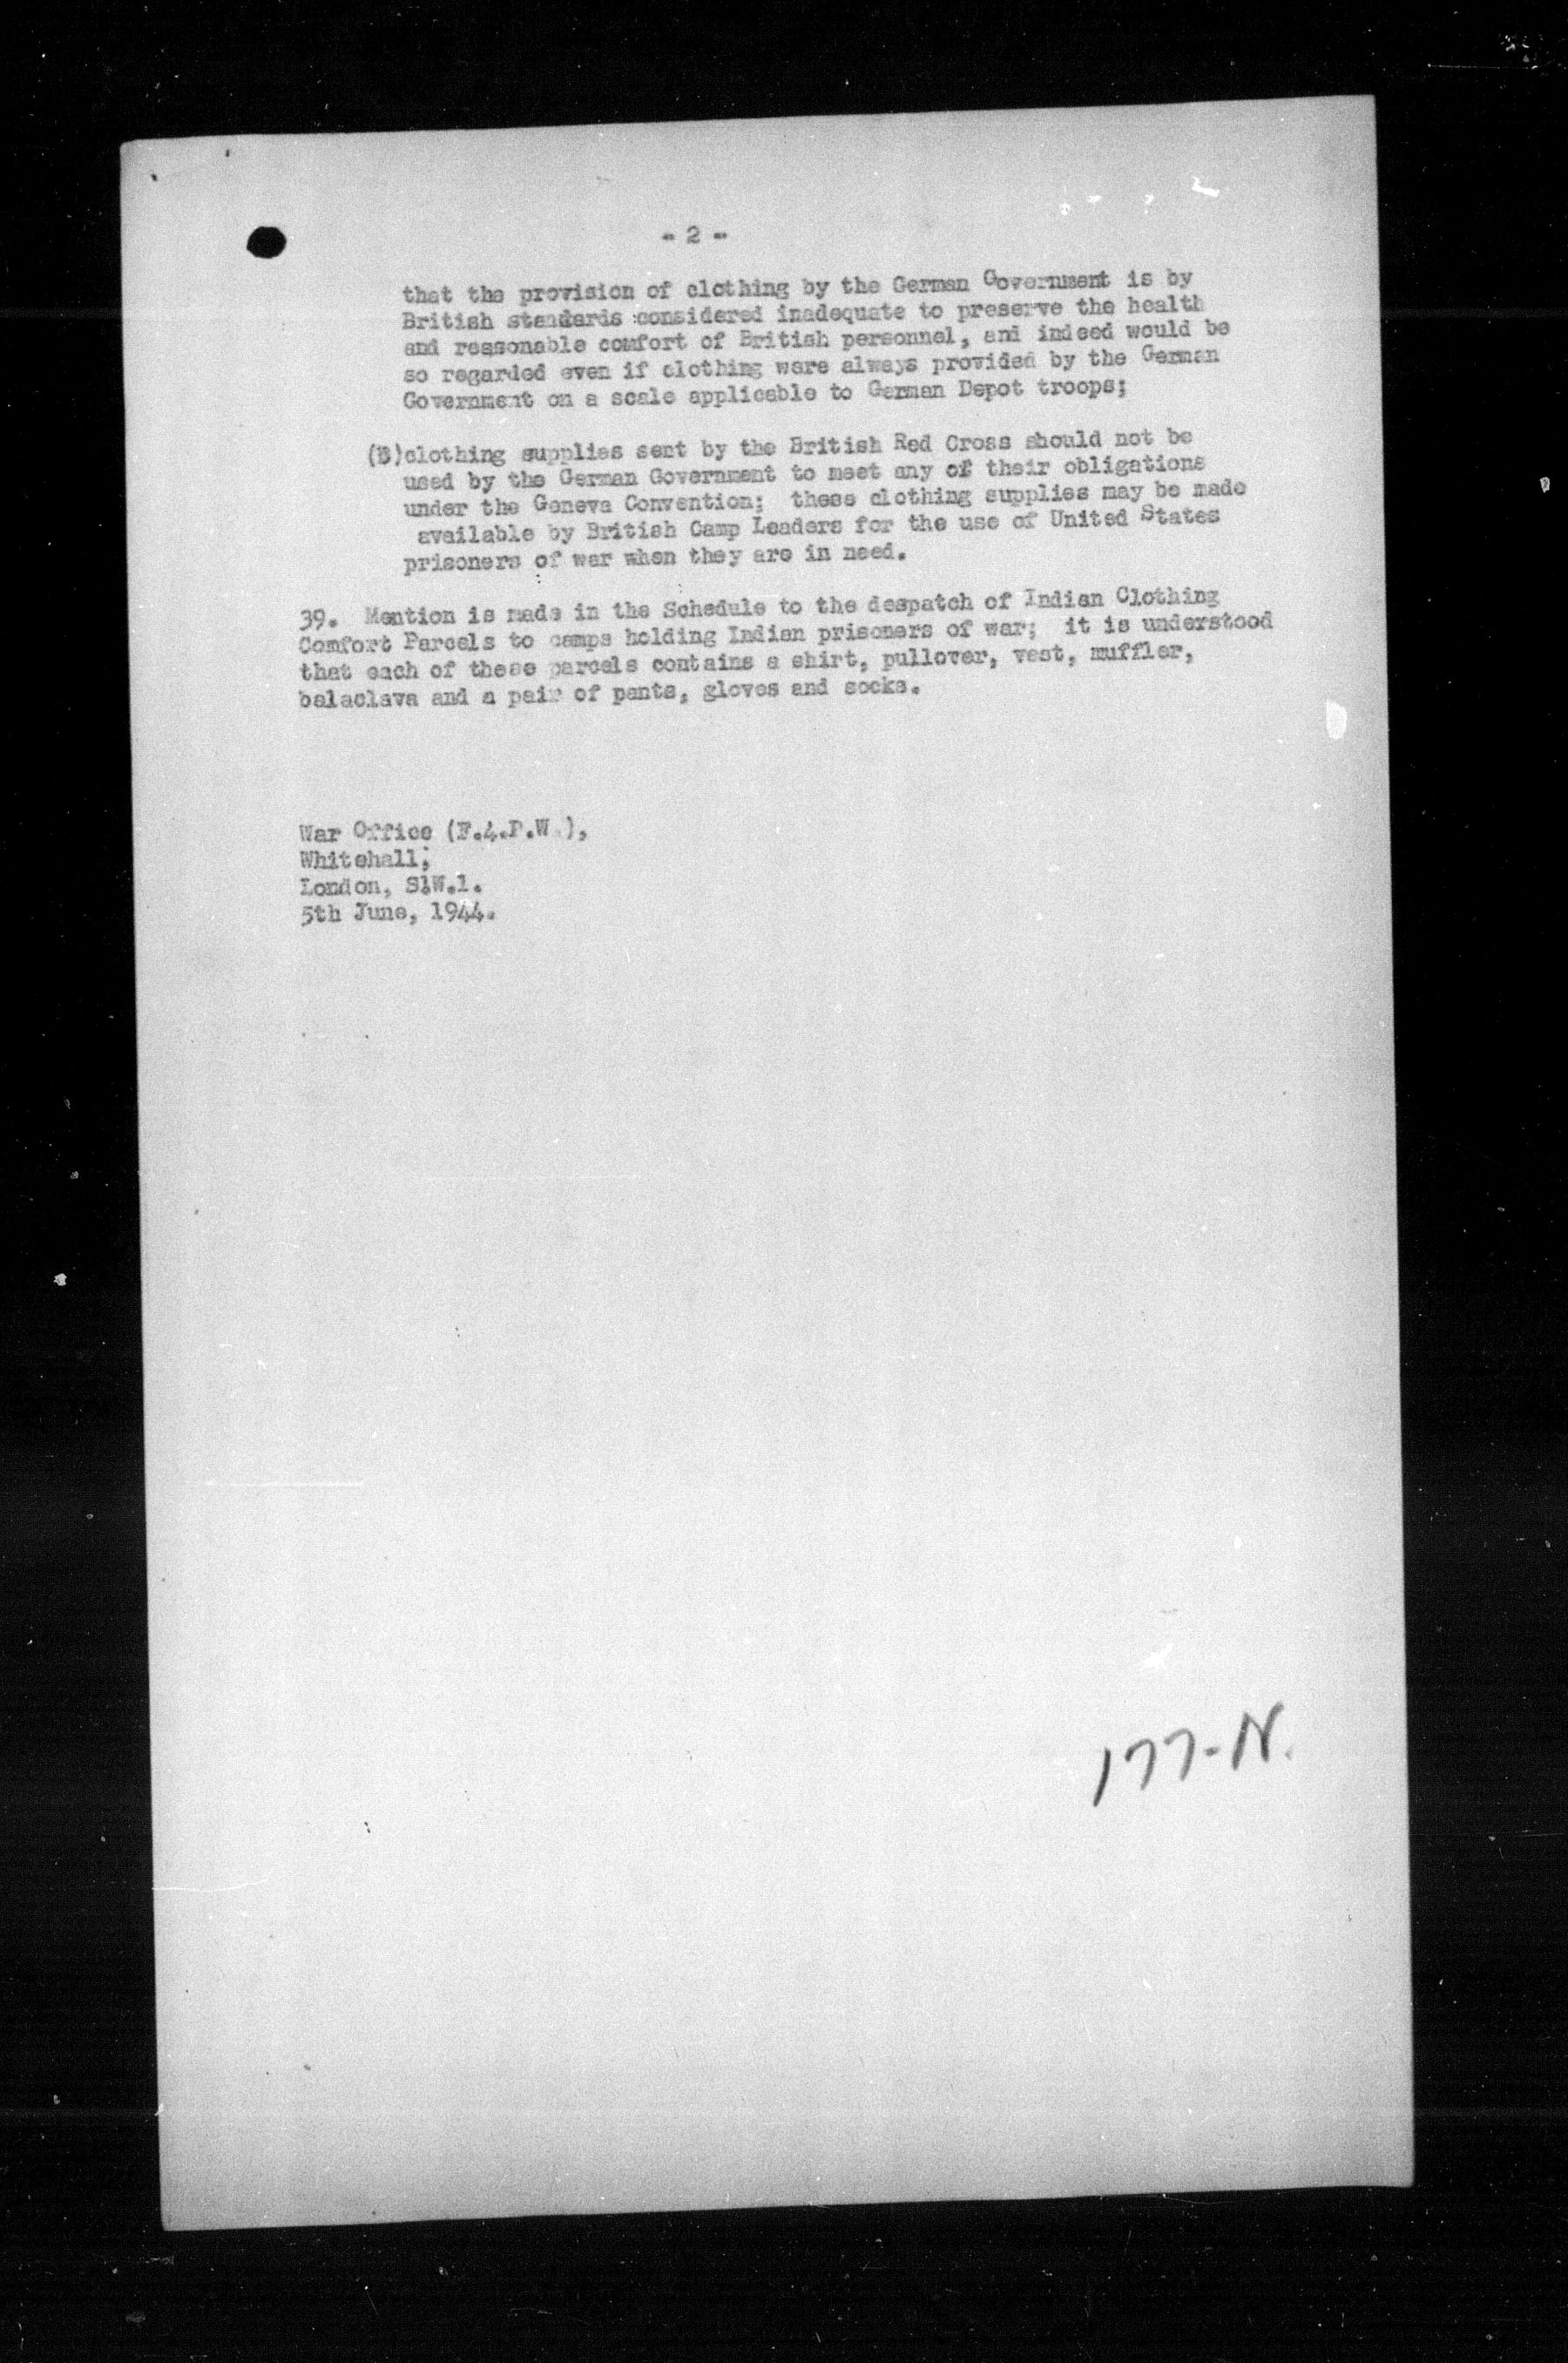 - 2 -
that the provision of clothing by the German Government is by
British standards considered inadequate to preserve the health
and reasonable comfort of British personnel, and indeed would be
so regarded even if clothing were always provided by the German
Government on a scale applicable to German Depot troops;
(B)clothing supplies sent by the British Red Cross should not be
used by the German Government to meet any of their obligations
under the Geneva Convention; these clothing supplies may be made
available by British Camp Leaders for the use of United States
prisoners of war when they are in need.
39. Mention is made in the Schedule to the despatch of Indian Clothing
Comfort Parcels to camps holding Indian prisoners of war; it is understood
that each of these parcels contains a shirt, pullover, vest, muffler,
balaclava and a pair of pants, gloves and socks.
War Office (F.4.P.W.),
Whitehall;
London, S.W.1.
5th June, 1944.
177-N.